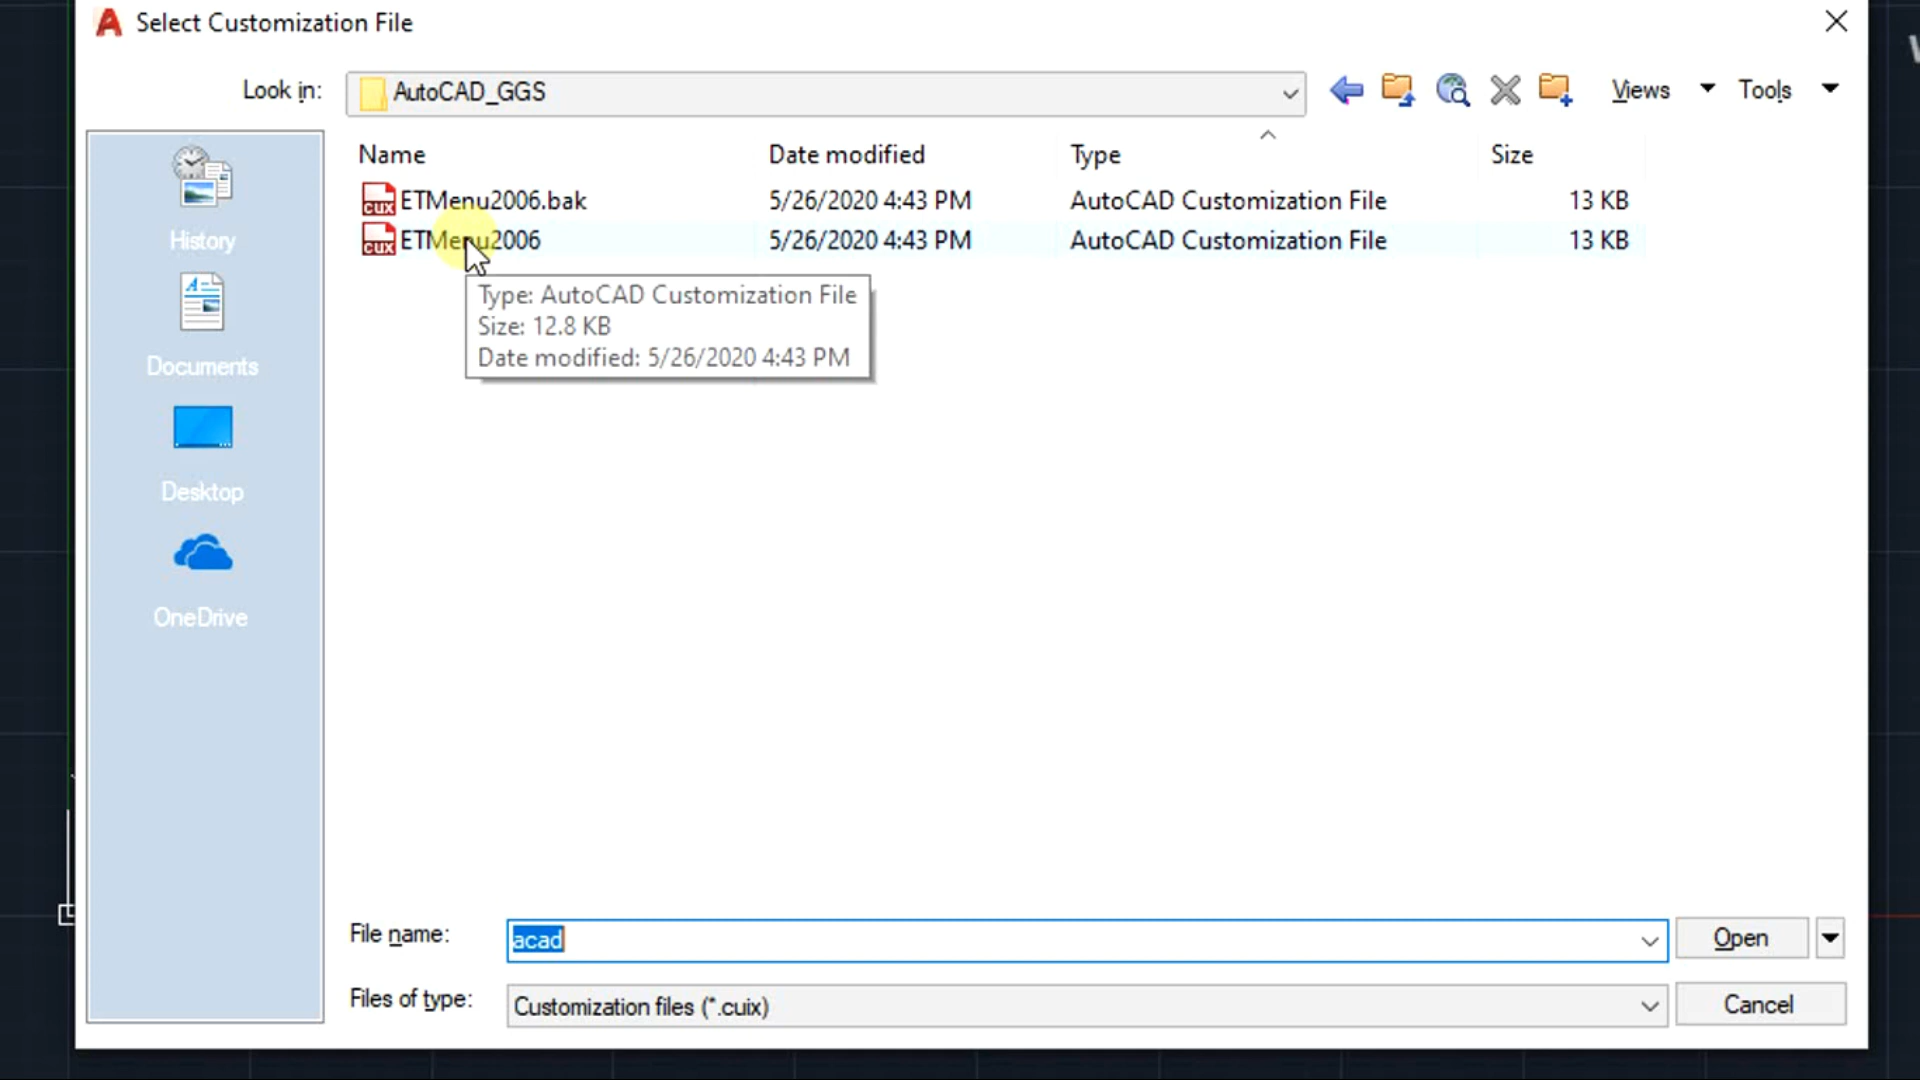 Select Customization File
Look in:
AutoCAD_GGS
Views
Tools
Name
Date modified
Type
Size
ETMenu2006.bak
5/26/2020 4:43 PM
AutoCAD Customization File
13 KB
ETMenu2006
5/26/2020 4:43 PM
AutoCAD Customization File
13 KB
Type: AutoCAD Customization File
Size: 12.8 KB
Date modified: 5/26/2020 4:43 PM
History
Documents
Desktop
OneDrive
File name:
acad
Open
Files of type:
Customization files (*.cuix)
Cancel